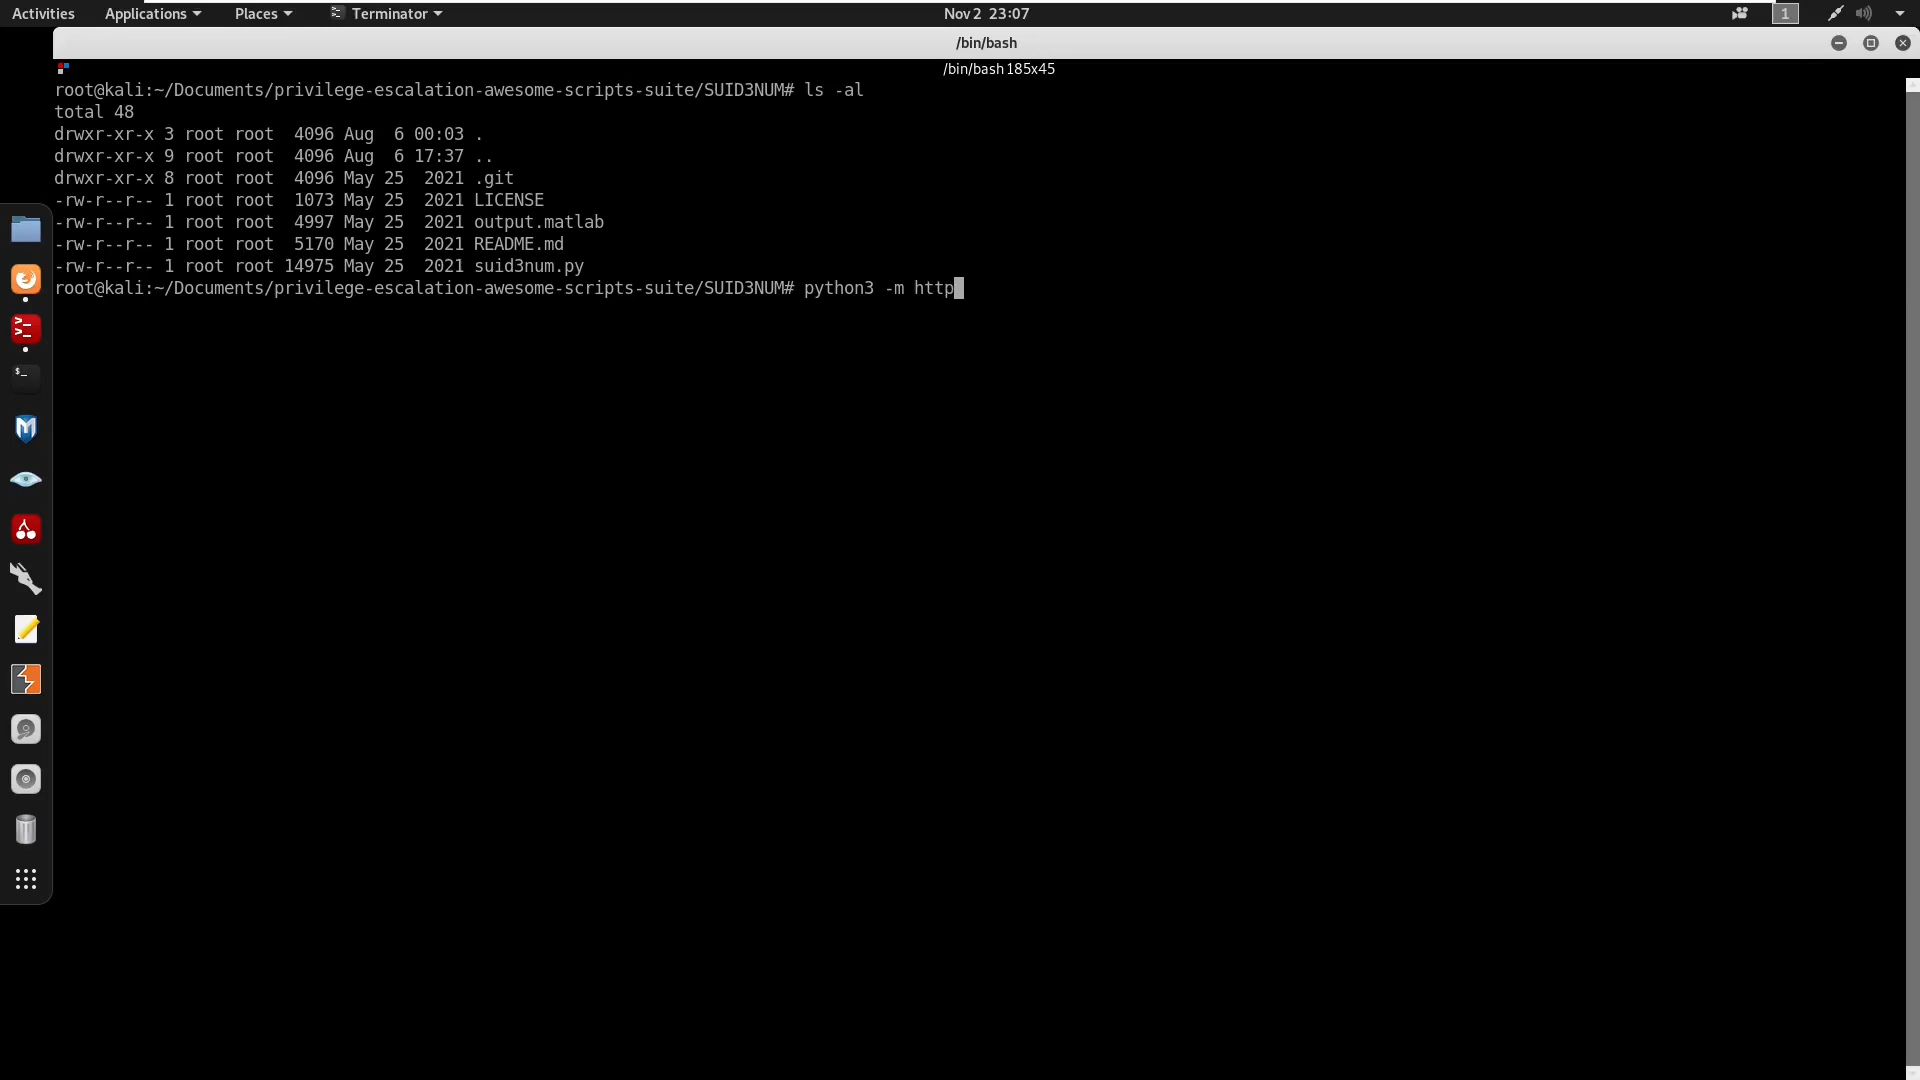 Activities Applications Places Terminator Nov 2 23:07 1
/bin/bash
/bin/bash 185x45
root@kali:~/Documents/privilege-escalation-awesome-scripts-suite/SUID3NUM# ls -al
total 48
drwxr-xr-x 3 root root  4096 Aug  6 00:03 .
drwxr-xr-x 9 root root  4096 Aug  6 17:37 ..
drwxr-xr-x 8 root root  4096 May 25  2021 .git
-rw-r--r-- 1 root root  1073 May 25  2021 LICENSE
-rw-r--r-- 1 root root  4997 May 25  2021 output.matlab
-rw-r--r-- 1 root root  5170 May 25  2021 README.md
-rw-r--r-- 1 root root 14975 May 25  2021 suid3num.py
root@kali:~/Documents/privilege-escalation-awesome-scripts-suite/SUID3NUM# python3 -m http